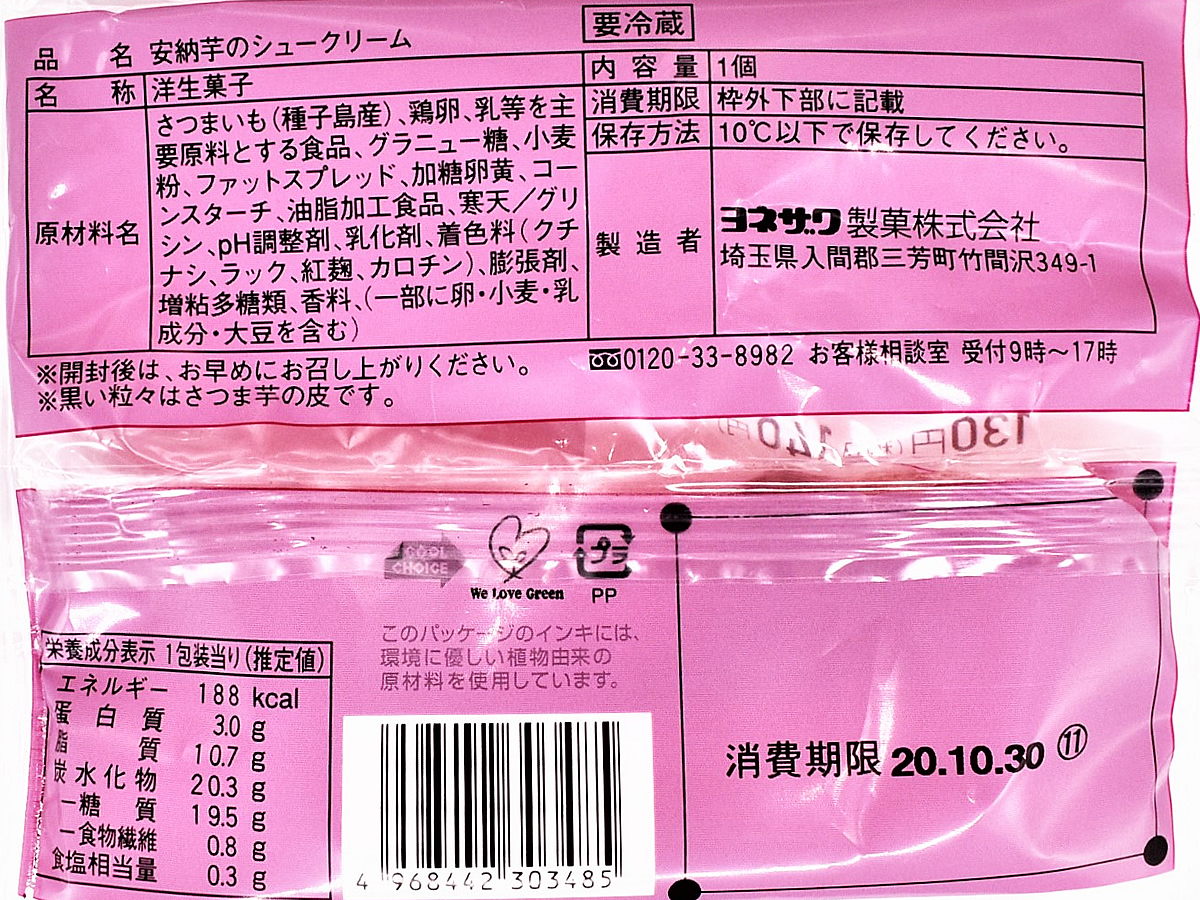 要冷蔵
品名 安納芋のシュークリーム
名称 洋生菓子
原材料名
さつまいも(種子島産)、鶏卵、乳等を主
要原料とする食品、グラニュー糖、小麦
粉、ファットスプレッド、加糖卵黄、コー
ンスターチ、油脂加工食品、寒天／グリ
シン、pH調整剤、乳化剤、着色料(クチ
ナシ、ラック、紅麹、カロチン)、膨張剤、
増粘多糖類、香料、(一部に卵・小麦・乳
成分・大豆を含む)
内容量 1個
消費期限 枠外下部に記載
保存方法 10℃以下で保存してください。
製造者
ヨネザワ製菓株式会社
埼玉県入間郡三芳町竹間沢349-1
※開封後は、お早めにお召し上がりください。
※黒い粒々はさつま芋の皮です。
0120-33-8982 お客様相談室 受付9時～17時
130円
140円
COOL
CHOICE
We Love Green
プラ
PP
このパッケージのインキには、
環境に優しい植物由来の
原材料を使用しています。
栄養成分表示 1包装当り(推定値)
エネルギー 188 kcal
蛋白質 3.0 g
脂質 10.7 g
炭水化物 20.3 g
－糖質 19.5 g
－食物繊維 0.8 g
食塩相当量 0.3 g
4 968442 303485
消費期限 20.10.30 ⑪